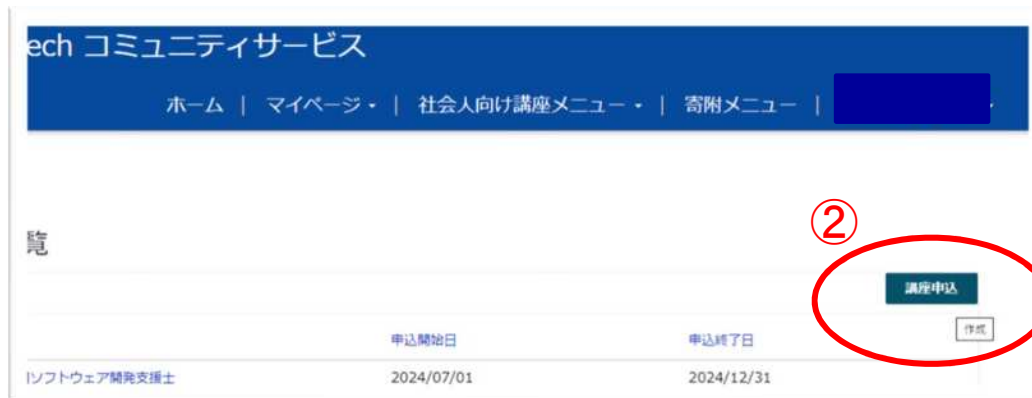 ech コミュニティサービス
ホーム | マイページ | 社会人向け講座メニュー | 寄附メニュー |
②
覧
講座申込
作成
申込開始日 申込終了日
ソフトウェア開発支援士 2024/07/01 2024/12/31